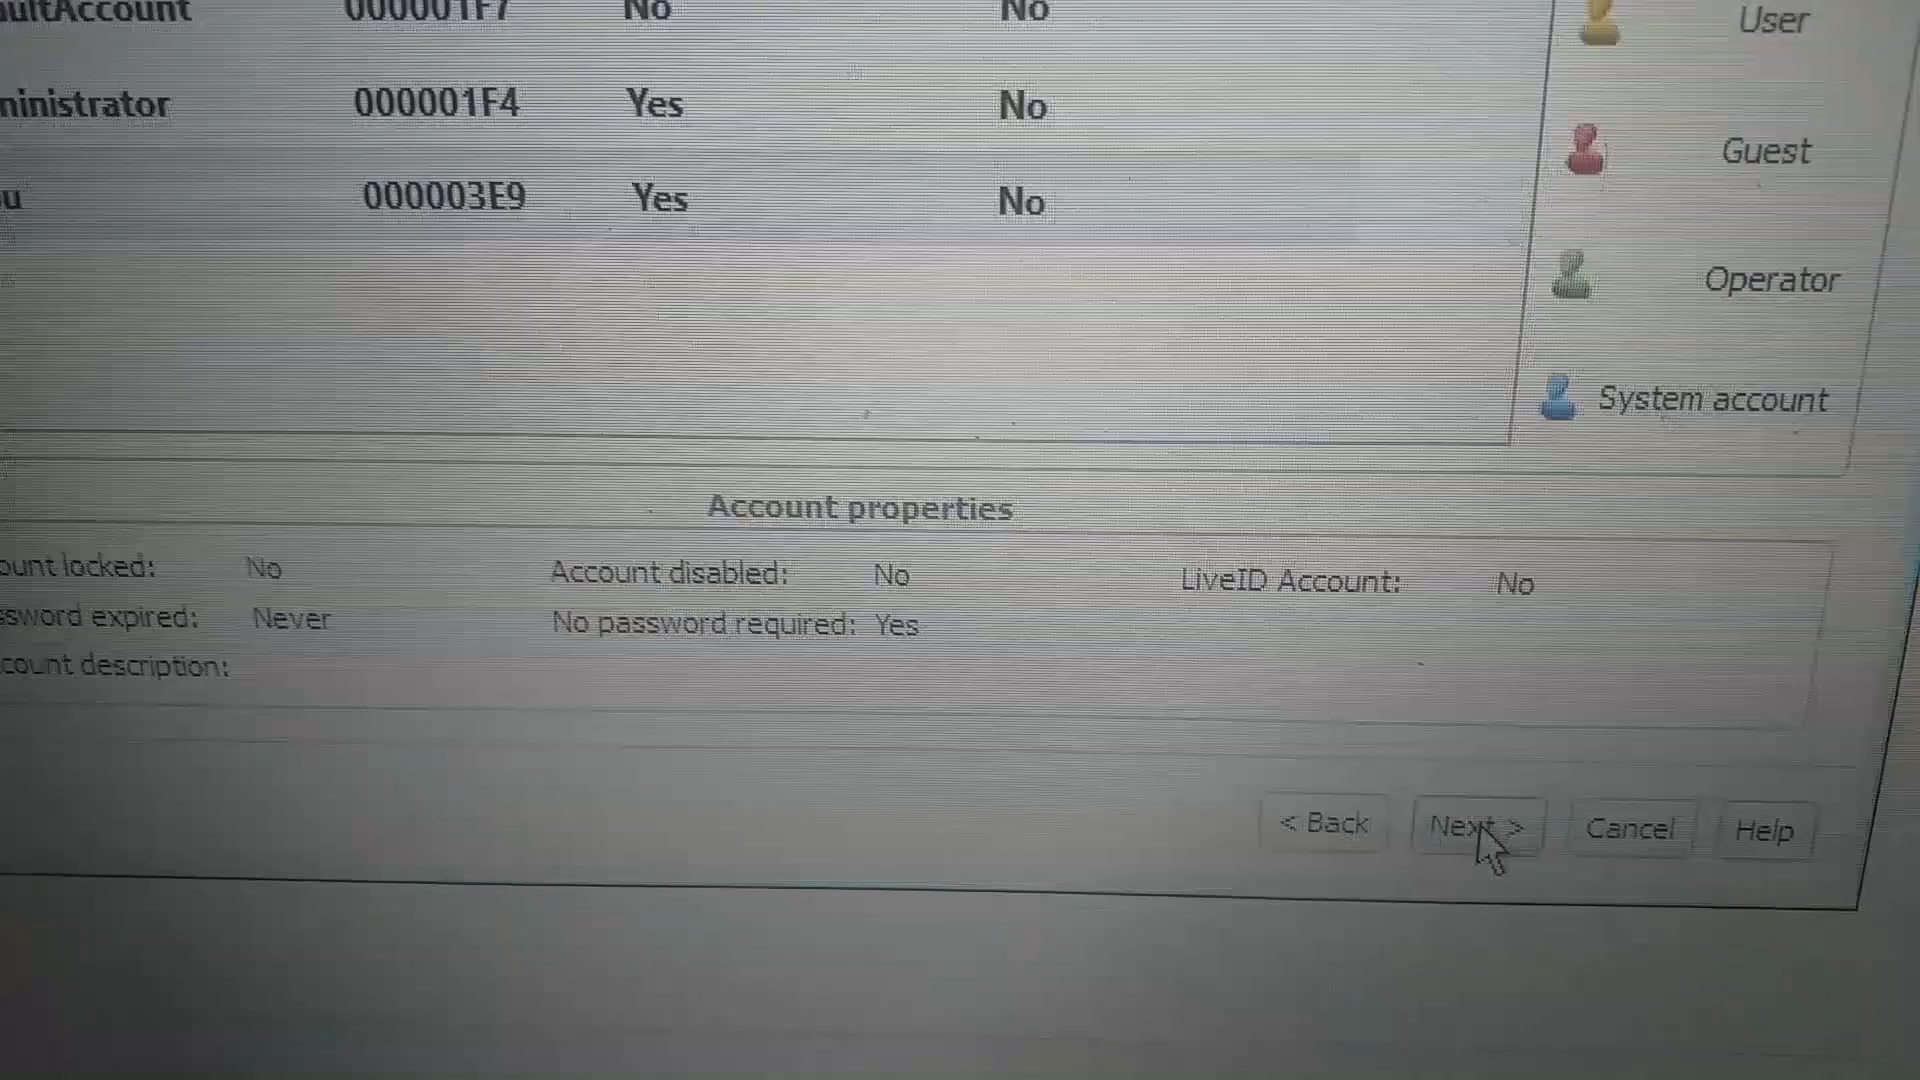 aultAccount 000001F7 No No User
ninistrator 000001F4 Yes No Guest
u 000003E9 Yes No
Operator
System account
Account properties
ount locked: No Account disabled: No LiveID Account: No
ssword expired: Never No password required: Yes
count description:
< Back Next > Cancel Help